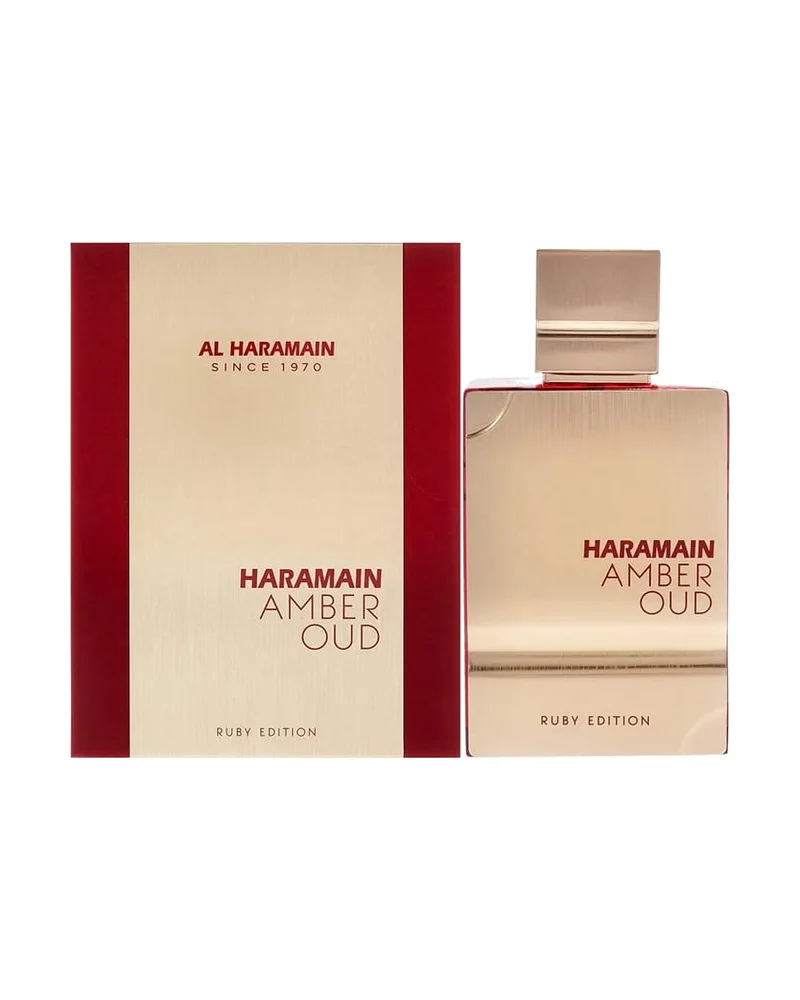 AL HARAMAIN
SINCE 1970
HARAMAIN
AMBER
OUD
RUBY EDITION
HARAMAIN
AMBER
OUD
RUBY EDITION